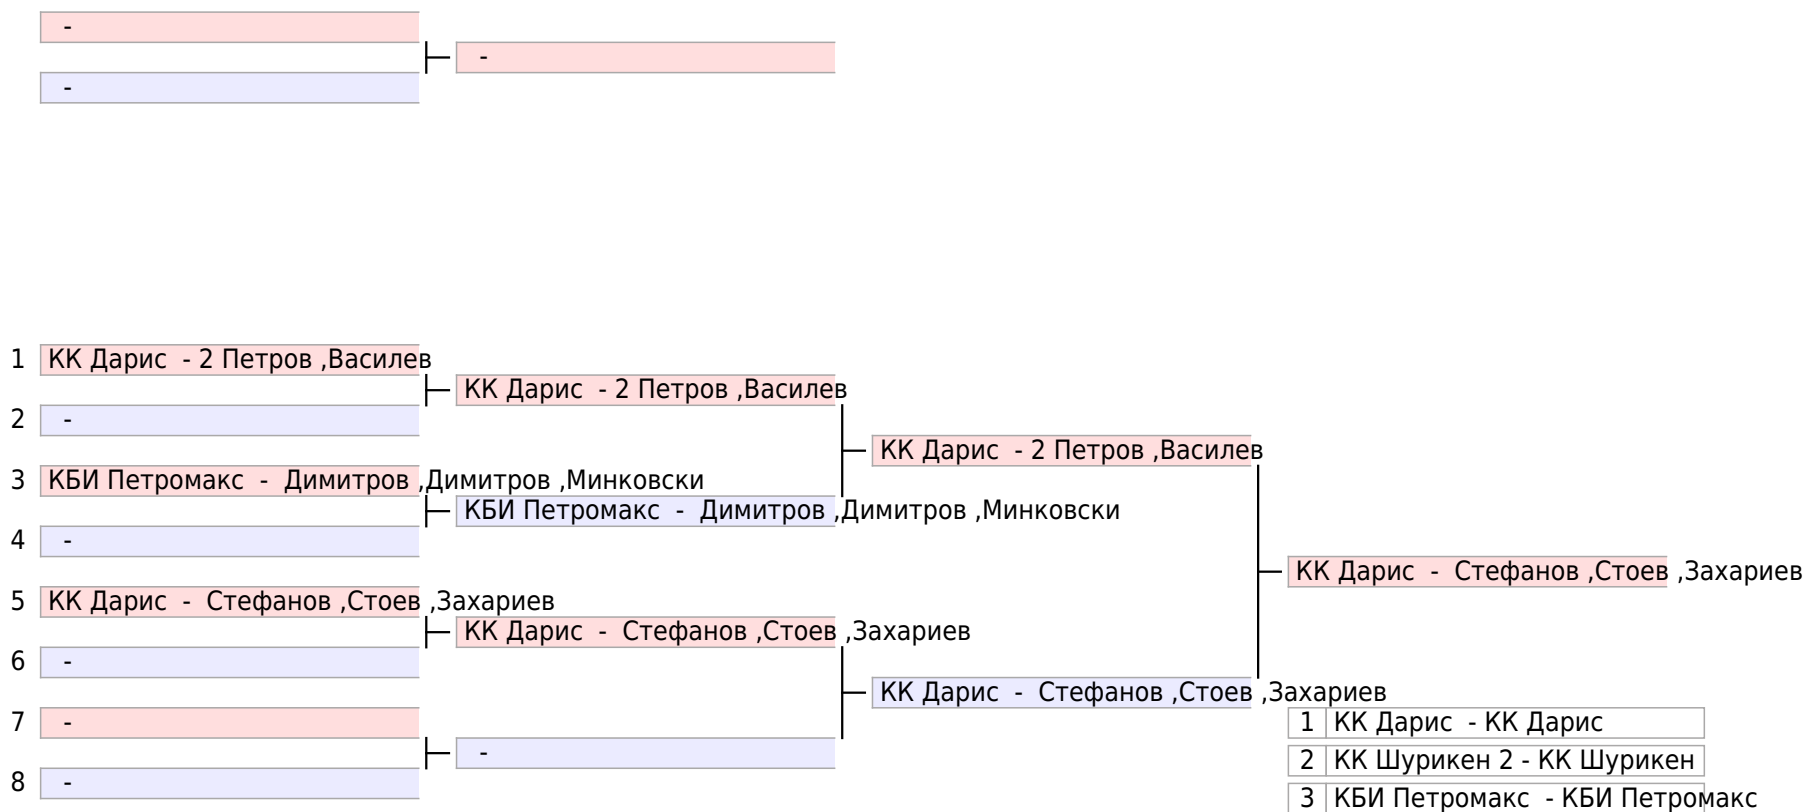 -
-
-
1 КК Дарис - 2 Петров ,Василев
КК Дарис - 2 Петров ,Василев
2 -
КК Дарис - 2 Петров ,Василев
3 КБИ Петромакс - Димитров ,Димитров ,Минковски
КБИ Петромакс - Димитров ,Димитров ,Минковски
4 -
КК Дарис - Стефанов ,Стоев ,Захариев
5 КК Дарис - Стефанов ,Стоев ,Захариев
КК Дарис - Стефанов ,Стоев ,Захариев
6 -
КК Дарис - Стефанов ,Стоев ,Захариев
7 -
1 КК Дарис - КК Дарис
-
2 КК Шурикен 2 - КК Шурикен
8 -
3 КБИ Петромакс - КБИ Петромакс